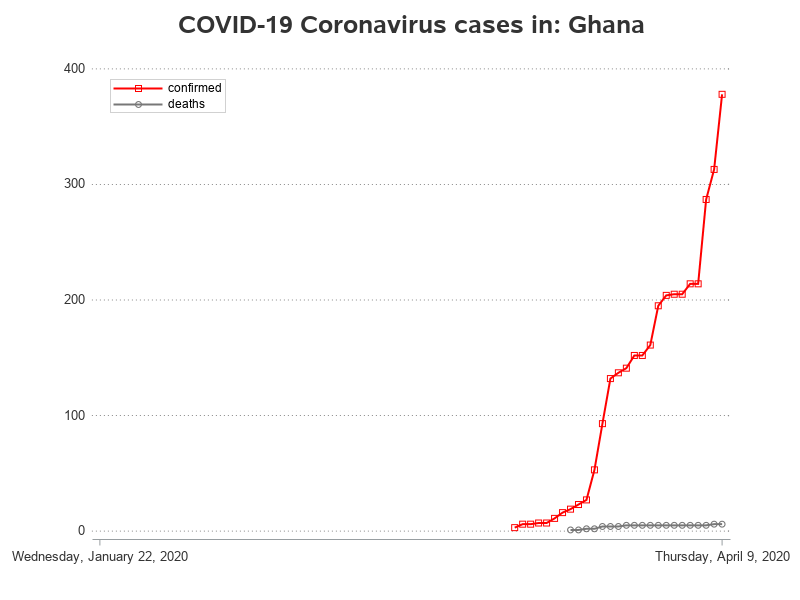 COVID-19 Coronavirus cases in: Ghana
400
confirmed
deaths
300
200
100
0
Wednesday, January 22, 2020 Thursday, April 9, 2020